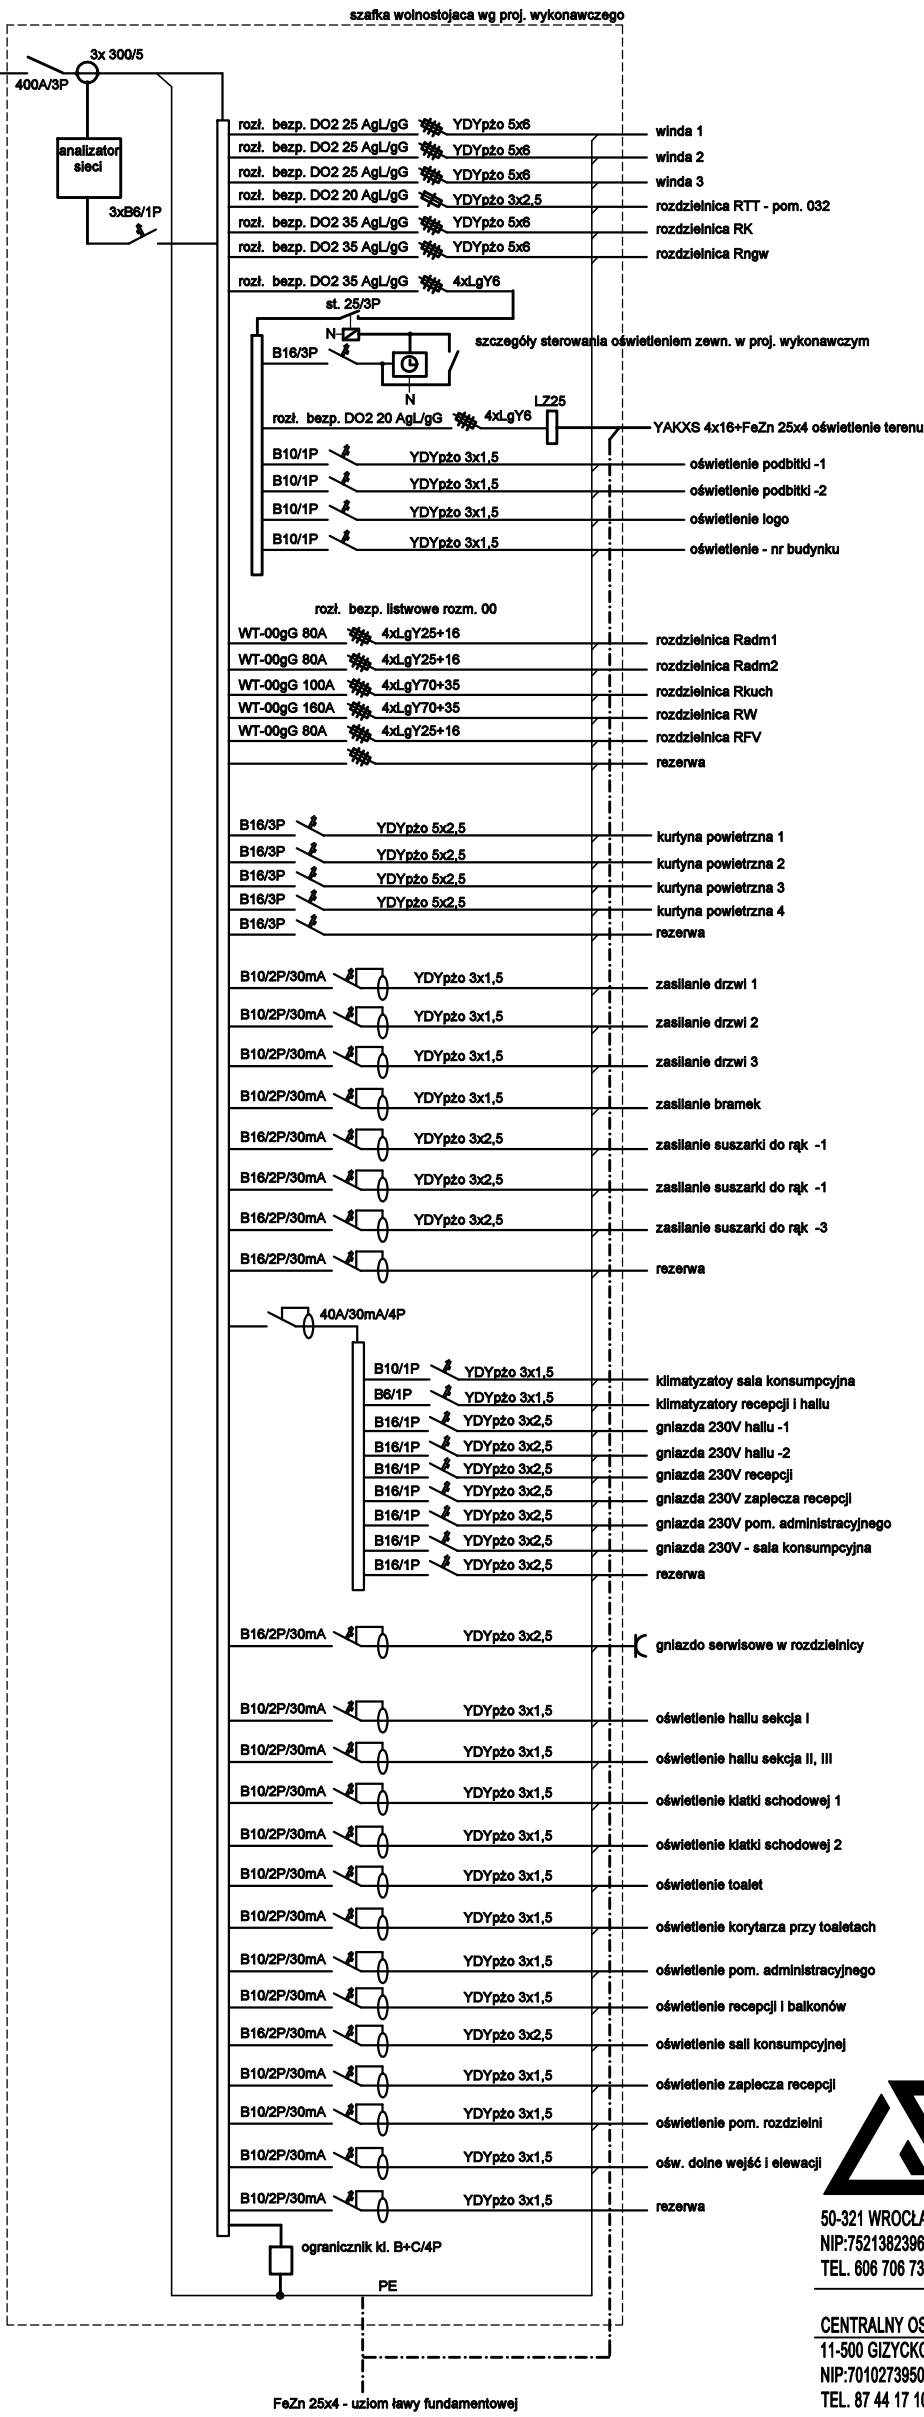 szafka wolnostojaca wg proj. wykonawczego
3x 300/5
400A/3P
analizator
sieci
3xB6/1P
rozł. bezp. DO2 25 AgL/gG YDYpżo 5x6 winda 1
rozł. bezp. DO2 25 AgL/gG YDYpżo 5x6 winda 2
rozł. bezp. DO2 25 AgL/gG YDYpżo 5x6 winda 3
rozł. bezp. DO2 20 AgL/gG YDYpżo 3x2,5 rozdzielnica RTT - pom. 032
rozł. bezp. DO2 35 AgL/gG YDYpżo 5x6 rozdzielnica RK
rozł. bezp. DO2 35 AgL/gG YDYpżo 5x6 rozdzielnica Rngw
rozł. bezp. DO2 35 AgL/gG 4xLgY6
st. 25/3P
N
szczegóły sterowania oświetleniem zewn. w proj. wykonawczym
B16/3P
N
LZ25
rozł. bezp. DO2 20 AgL/gG 4xLgY6 YAKXS 4x16+FeZn 25x4 oświetlenie terenu
B10/1P YDYpżo 3x1,5 oświetlenie podbitki -1
B10/1P YDYpżo 3x1,5 oświetlenie podbitki -2
B10/1P YDYpżo 3x1,5 oświetlenie logo
B10/1P YDYpżo 3x1,5 oświetlenie - nr budynku
rozł. bezp. listwowe rozm. 00
WT-00gG 80A 4xLgY25+16 rozdzielnica Radm1
WT-00gG 80A 4xLgY25+16 rozdzielnica Radm2
WT-00gG 100A 4xLgY70+35 rozdzielnica Rkuch
WT-00gG 160A 4xLgY70+35 rozdzielnica RW
WT-00gG 80A 4xLgY25+16 rozdzielnica RFV
rezerwa
B16/3P YDYpżo 5x2,5 kurtyna powietrzna 1
B16/3P YDYpżo 5x2,5 kurtyna powietrzna 2
B16/3P YDYpżo 5x2,5 kurtyna powietrzna 3
B16/3P YDYpżo 5x2,5 kurtyna powietrzna 4
B16/3P rezerwa
B10/2P/30mA YDYpżo 3x1,5 zasilanie drzwi 1
B10/2P/30mA YDYpżo 3x1,5 zasilanie drzwi 2
B10/2P/30mA YDYpżo 3x1,5 zasilanie drzwi 3
B10/2P/30mA YDYpżo 3x1,5 zasilanie bramek
B16/2P/30mA YDYpżo 3x2,5 zasilanie suszarki do rąk -1
B16/2P/30mA YDYpżo 3x2,5 zasilanie suszarki do rąk -1
B16/2P/30mA YDYpżo 3x2,5 zasilanie suszarki do rąk -3
B16/2P/30mA rezerwa
40A/30mA/4P
B10/1P YDYpżo 3x1,5 klimatyzatoy sala konsumpcyjna
B6/1P YDYpżo 3x1,5 klimatyzatory recepcji i hallu
B16/1P YDYpżo 3x2,5 gniazda 230V hallu -1
B16/1P YDYpżo 3x2,5 gniazda 230V hallu -2
B16/1P YDYpżo 3x2,5 gniazda 230V recepcji
B16/1P YDYpżo 3x2,5 gniazda 230V zaplecza recepcji
B16/1P YDYpżo 3x2,5 gniazda 230V pom. administracyjnego
B16/1P YDYpżo 3x2,5 gniazda 230V - sala konsumpcyjna
B16/1P YDYpżo 3x2,5 rezerwa
B16/2P/30mA YDYpżo 3x2,5 gniazdo serwisowe w rozdzielnicy
B10/2P/30mA YDYpżo 3x1,5 oświetlenie hallu sekcja I
B10/2P/30mA YDYpżo 3x1,5 oświetlenie hallu sekcja II, III
B10/2P/30mA YDYpżo 3x1,5 oświetlenie klatki schodowej 1
B10/2P/30mA YDYpżo 3x1,5 oświetlenie klatki schodowej 2
B10/2P/30mA YDYpżo 3x1,5 oświetlenie toalet
B10/2P/30mA YDYpżo 3x1,5 oświetlenie korytarza przy toaletach
B10/2P/30mA YDYpżo 3x1,5 oświetlenie pom. administracyjnego
B10/2P/30mA YDYpżo 3x1,5 oświetlenie recepcji i balkonów
B16/2P/30mA YDYpżo 3x2,5 oświetlenie sali konsumpcyjnej
B10/2P/30mA YDYpżo 3x1,5 oświetlenie zaplecza recepcji
B10/2P/30mA YDYpżo 3x1,5 oświetlenie pom. rozdzielni
B10/2P/30mA YDYpżo 3x1,5 ośw. dolne wejść i elewacji
B10/2P/30mA YDYpżo 3x1,5 rezerwa
ogranicznik kl. B+C/4P
PE
FeZn 25x4 - uziom ławy fundamentowej
50-321 WROCŁA
NIP:7521382396
TEL. 606 706 73
CENTRALNY OS
11-500 GIZYCKO
NIP:7010273950
TEL. 87 44 17 10